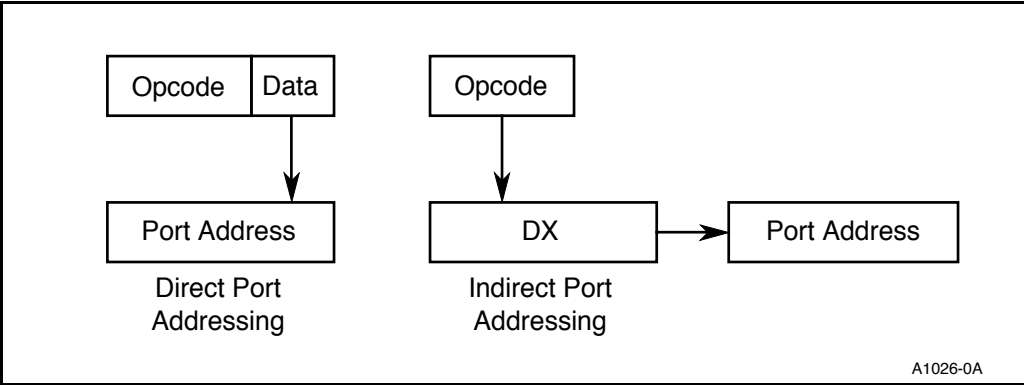 Opcode Data
Opcode
Port Address
DX
Port Address
Direct Port
Addressing
Indirect Port
Addressing
A1026-0A